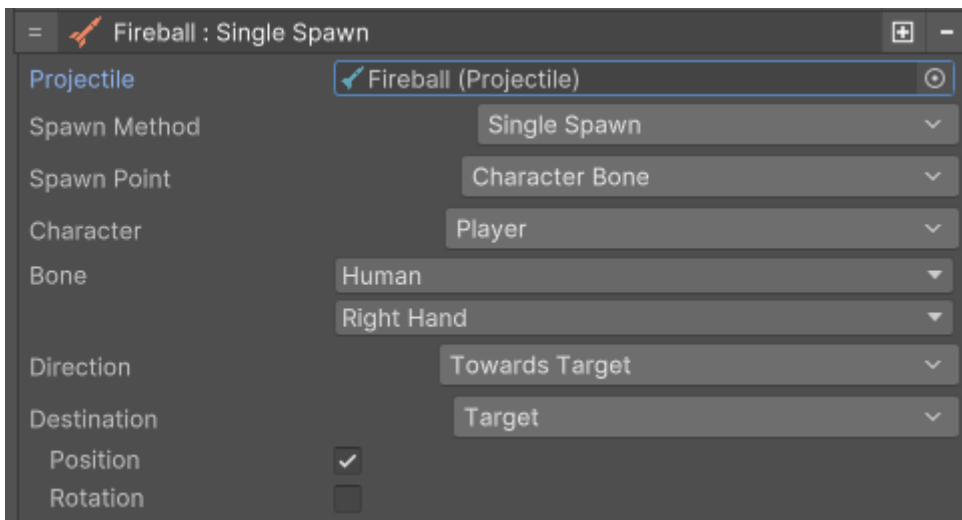 Fireball : Single Spawn
Projectile Fireball (Projectile)
Spawn Method Single Spawn
Spawn Point Character Bone
Character Player
Bone Human
Right Hand
Direction Towards Target
Destination Target
Position
Rotation